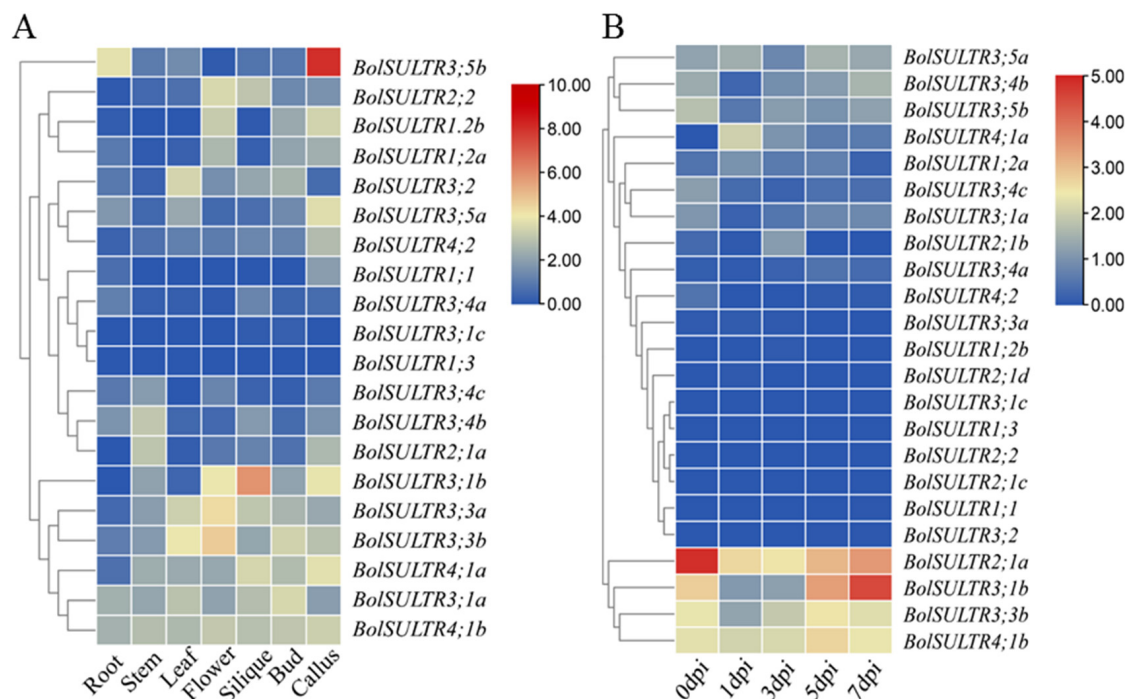 A
BolSULTR3;5b
BolSULTR2;2
BolSULTR1.2b
BolSULTR1;2a
BolSULTR3;2
BolSULTR3;5a
BolSULTR4;2
BolSULTR1;1
BolSULTR3;4a
BolSULTR3;1c
BolSULTR1;3
BolSULTR3;4c
BolSULTR3;4b
BolSULTR2;1a
BolSULTR3;1b
BolSULTR3;3a
BolSULTR3;3b
BolSULTR4;1a
BolSULTR3;1a
BolSULTR4;1b
Root
Stem
Leaf
Flower
Silique
Bud
Callus
10.00
8.00
6.00
4.00
2.00
0.00
B
BolSULTR3;5a
BolSULTR3;4b
BolSULTR3;5b
BolSULTR4;1a
BolSULTR1;2a
BolSULTR3;4c
BolSULTR3;1a
BolSULTR2;1b
BolSULTR3;4a
BolSULTR4;2
BolSULTR3;3a
BolSULTR1;2b
BolSULTR2;1d
BolSULTR3;1c
BolSULTR1;3
BolSULTR2;2
BolSULTR2;1c
BolSULTR1;1
BolSULTR3;2
BolSULTR2;1a
BolSULTR3;1b
BolSULTR3;3b
BolSULTR4;1b
0dpi
1dpi
3dpi
5dpi
7dpi
5.00
4.00
3.00
2.00
1.00
0.00